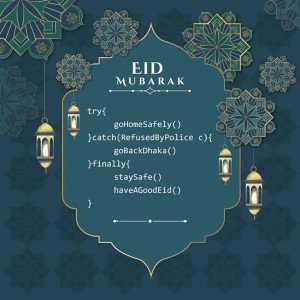 EID
MUBARAK
try{
goHomeSafely()
}catch(RefusedByPolice c){
goBackDhaka()
}finally{
staySafe()
haveAGoodEid()
}